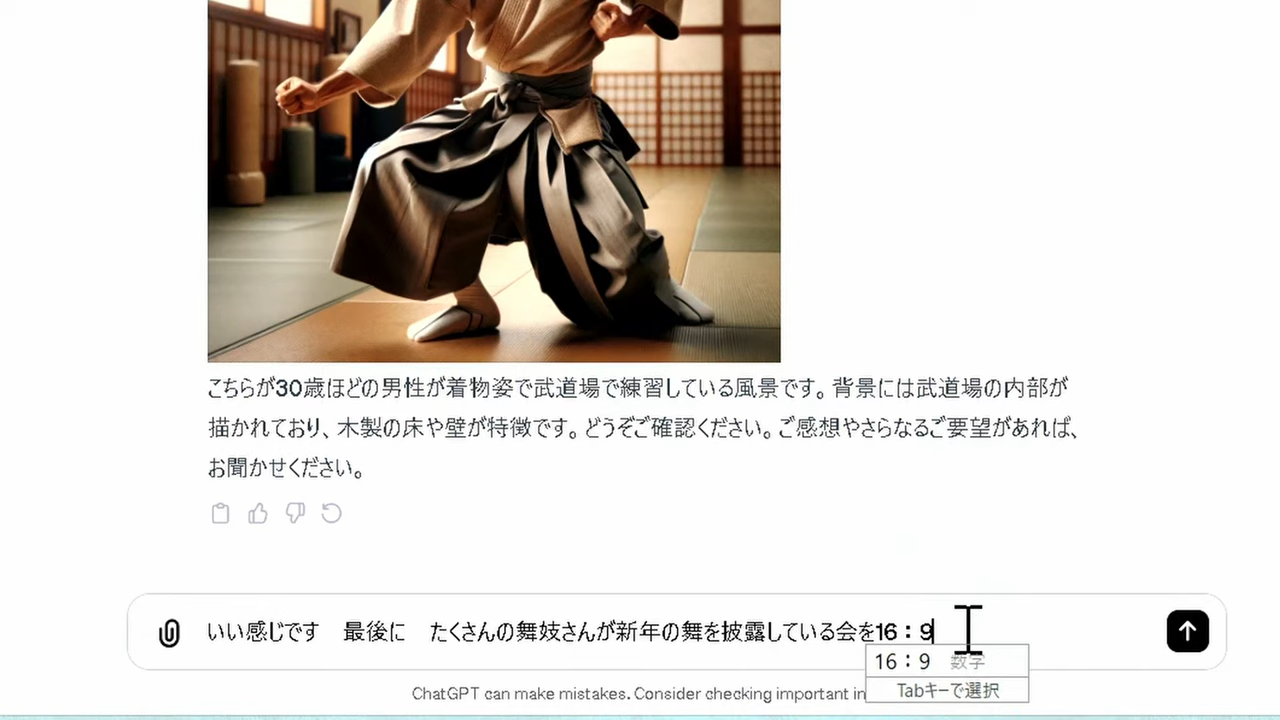 こちらが30歳ほどの男性が着物姿で武道場で練習している風景です。背景には武道場の内部が
描かれており、木製の床や壁が特徴です。どうぞご確認ください。ご感想やさらなるご要望があれば、
お聞かせください。
いい感じです　最後に　たくさんの舞妓さんが新年の舞を披露している会を16：9
16：9 数字
Tabキーで選択
ChatGPT can make mistakes. Consider checking important in